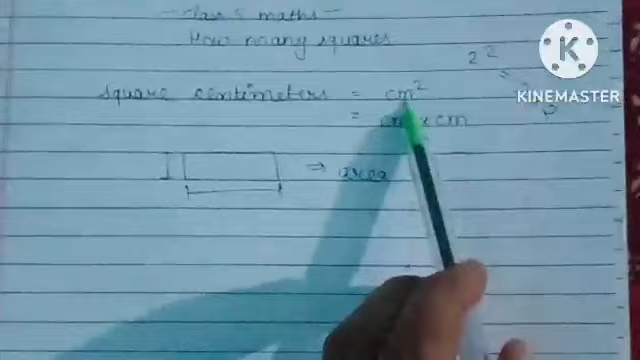 -Class 5 maths-
How many squares
2²
=
square centimeters = cm²
= cm x cm
→ area
KINEMASTER